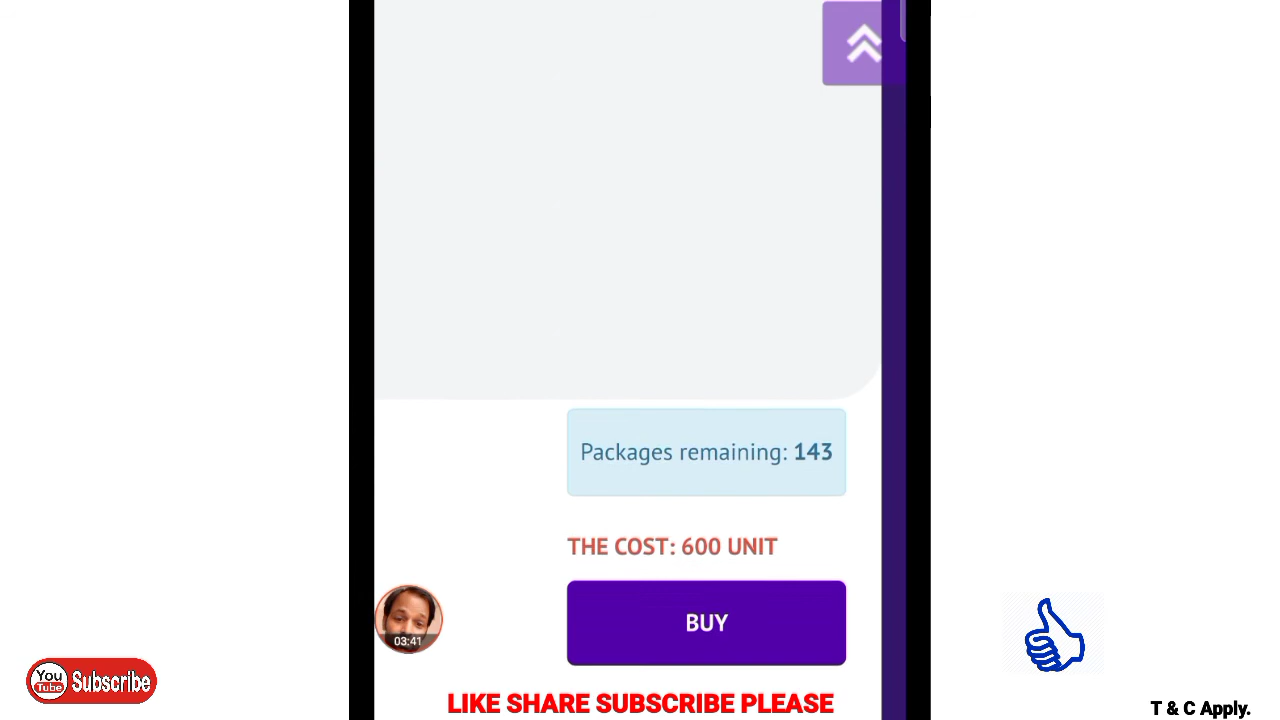 Packages remaining: 143
THE COST: 600 UNIT
BUY
03:41
You
Tube
Subscribe
LIKE SHARE SUBSCRIBE PLEASE
T & C Apply.